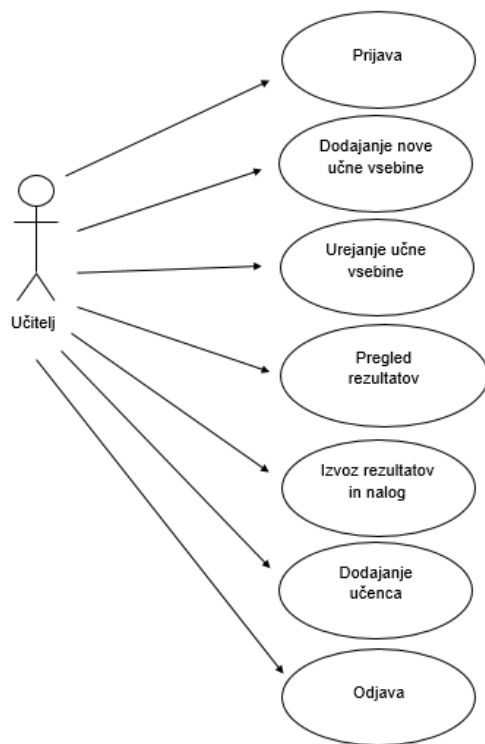 Prijava
Dodajanje nove
učne vsebine
Urejanje učne
vsebine
Učitelj
Pregled
rezultatov
Izvoz rezultatov
in nalog
Dodajanje
učenca
Odjava